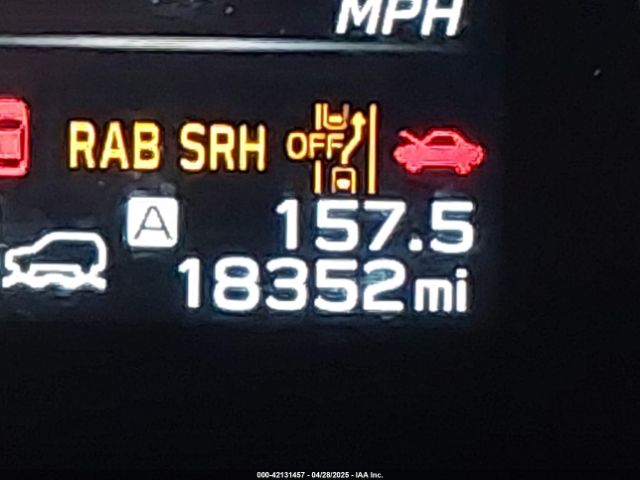 MPH
RAB SRH OFF
A 157.5
18352mi
000-42131457 - 04/28/2025 - IAA Inc.